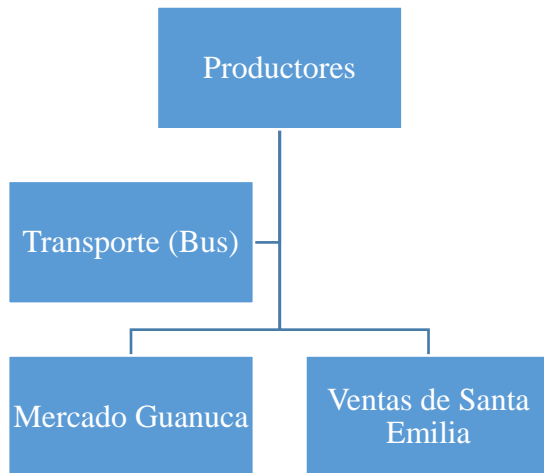 Productores
Transporte (Bus)
Mercado Guanuca
Ventas de Santa
Emilia